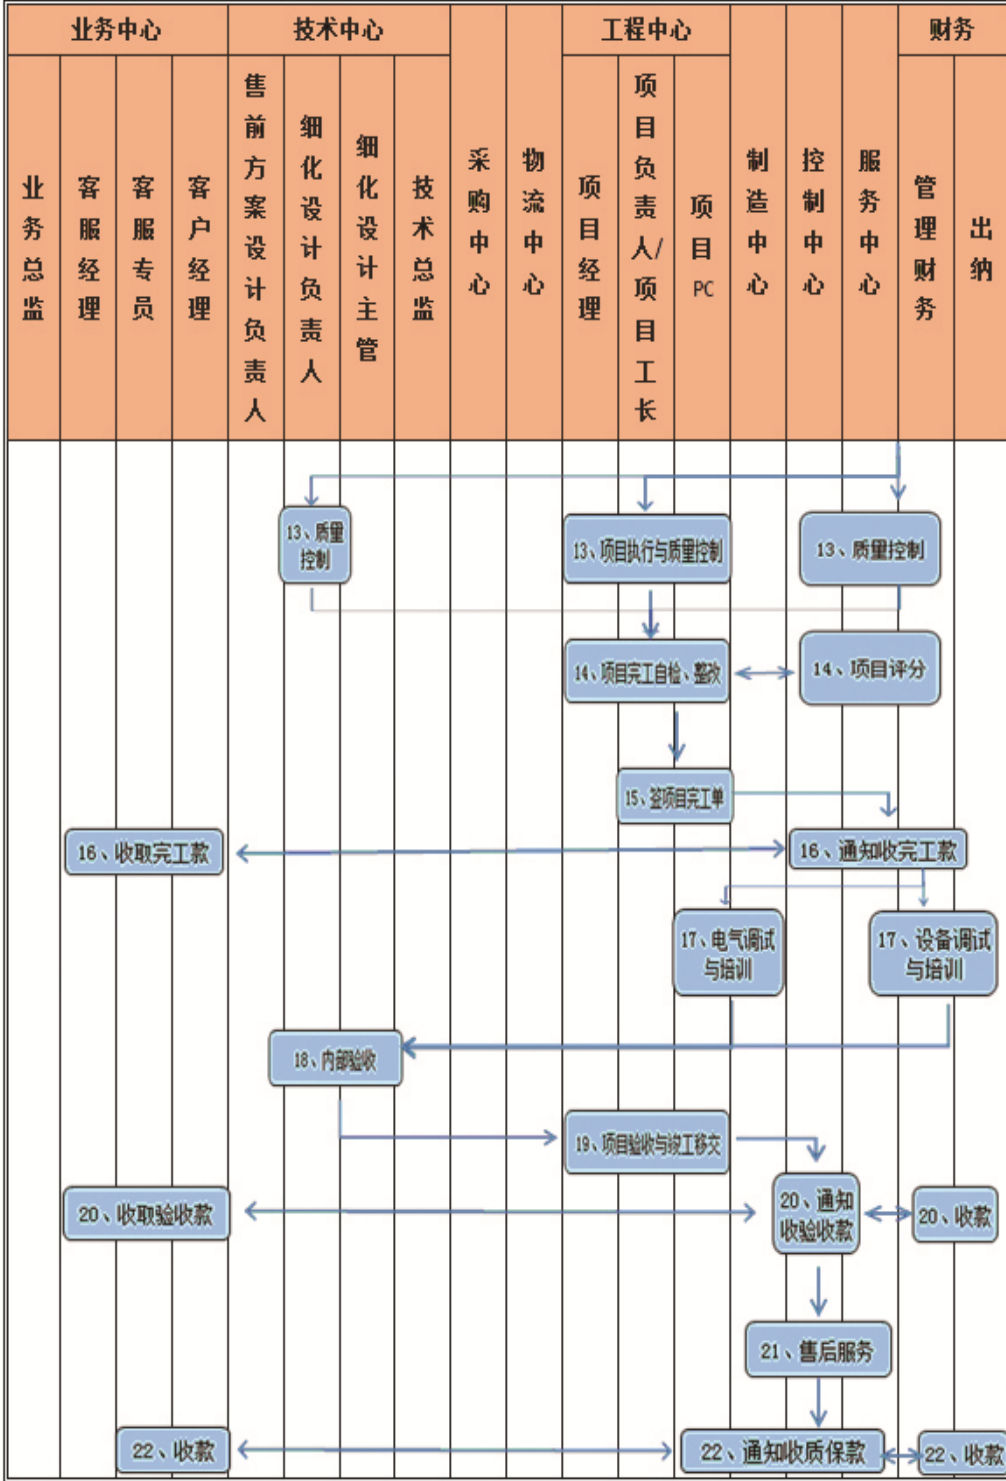 业务中心
技术中心
工程中心
财务
业务总监
客服经理
客服专员
客户经理
售前方案设计负责人
细化设计负责人
细化设计主管
技术总监
采购中心
物流中心
项目经理
项目负责人/项目工长
项目PC
制造中心
控制中心
服务中心
管理财务
出纳
13、质量
控制
13、项目执行与质量控制
13、质量控制
14、项目完工自检、整改
14、项目评分
15、签项目完工单
16、收取完工款
16、通知收完工款
17、电气调试
与培训
17、设备调试
与培训
18、内部验收
19、项目验收与竣工移交
20、收取验收款
20、通知
收验收款
20、收款
21、售后服务
22、收款
22、通知收质保款
22、收款